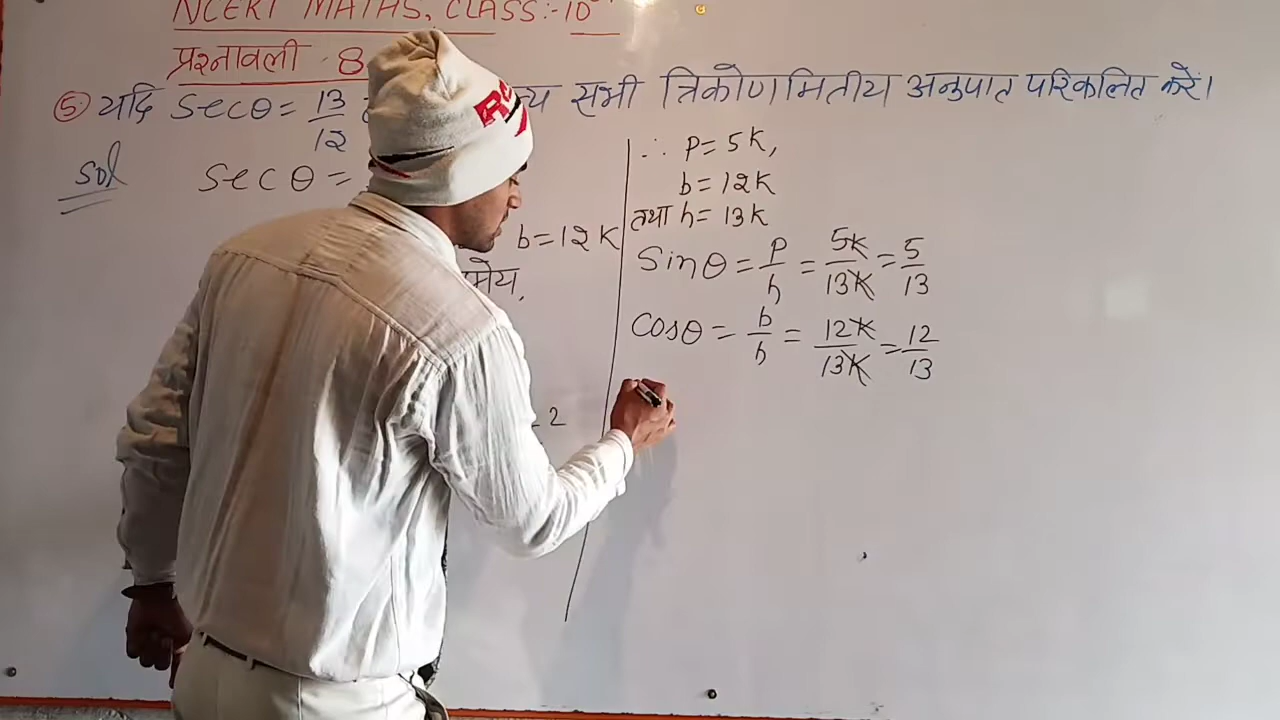 NCERT MATHS, CLASS:-10
प्रश्नावली 8
⑤ यदि secθ = 13/12 सभी त्रिकोणमितीय अनुपात परिकलित करें।
sol secθ =
b = 12K
∴ P = 5K,
b = 12K
तथा h = 13K
Sinθ = P/h = 5K/13K = 5/13
cosθ = b/h = 12K/13K = 12/13
2